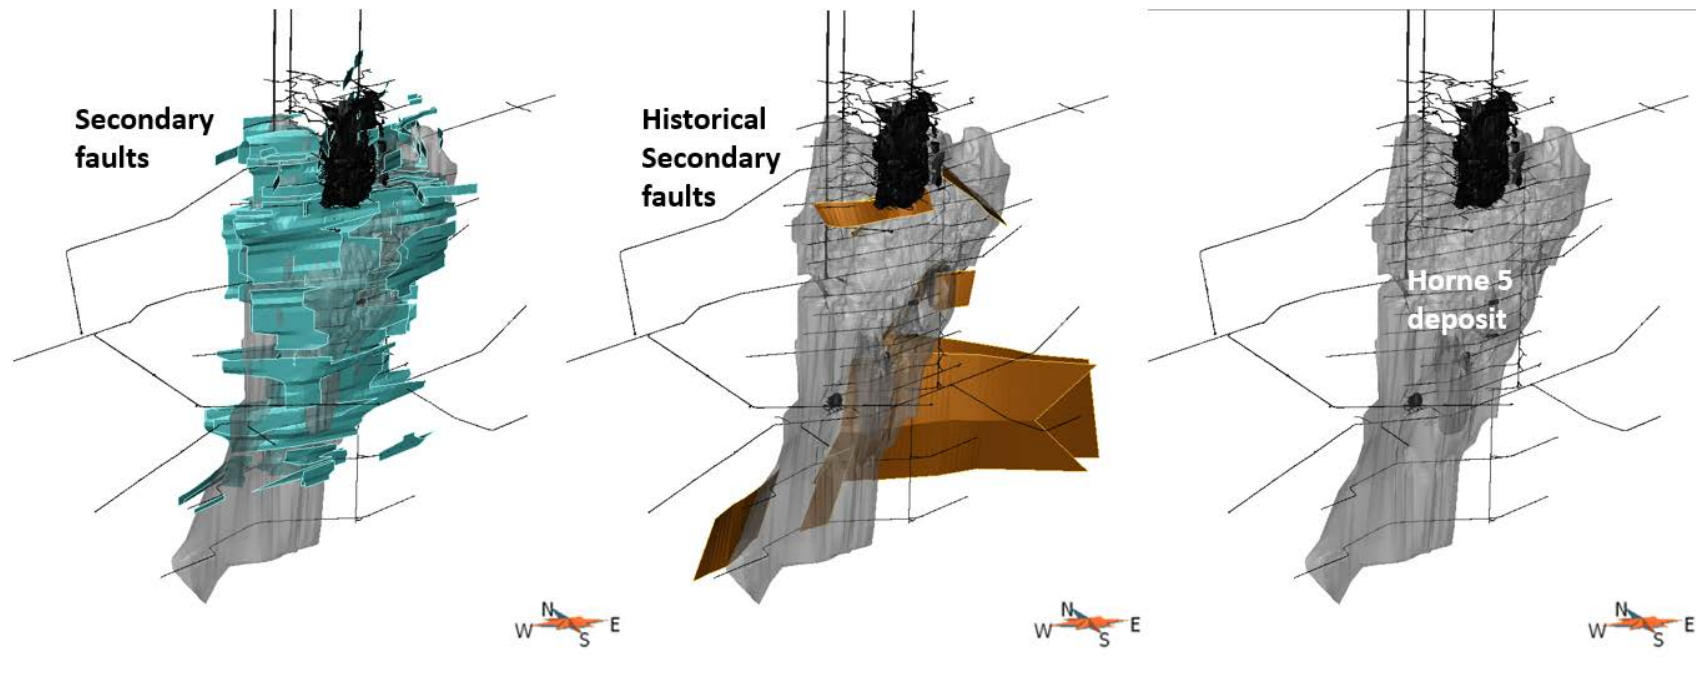 Secondary
faults
Historical
Secondary
faults
Horne 5
deposit
N
W E
S
N
W E
S
N
W E
S